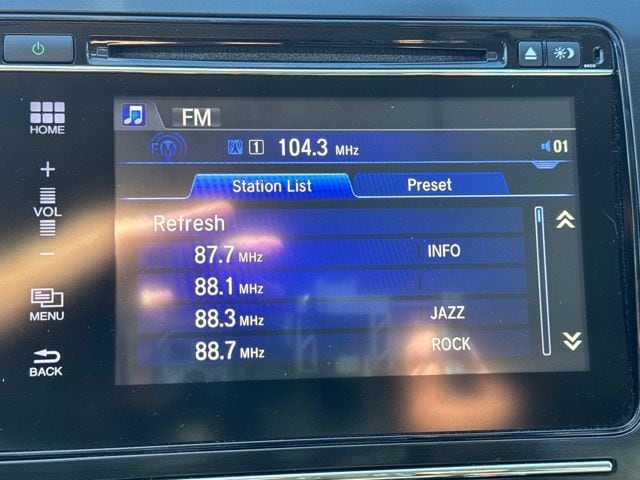 FM
HOME
FM 1 104.3 MHz 01
Station List Preset
+
VOL
-
Refresh
87.7 MHz INFO
88.1 MHz
88.3 MHz JAZZ
88.7 MHz ROCK
MENU
BACK